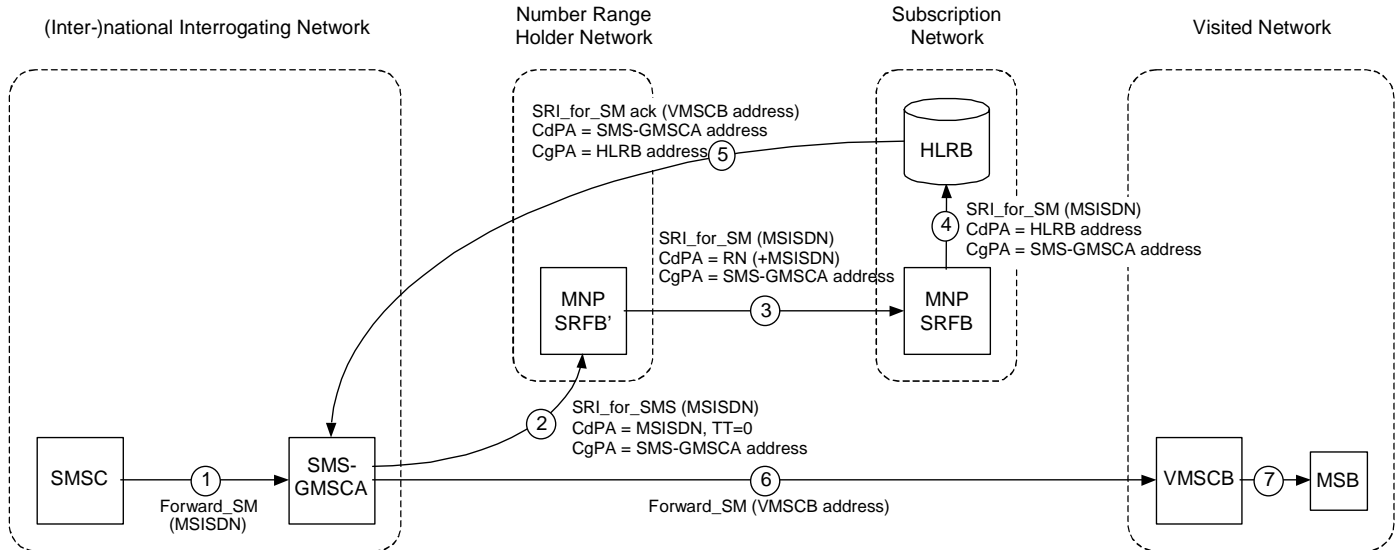 (Inter-)national Interrogating Network
Number Range
Holder Network
Subscription
Network
Visited Network
SRI_for_SM ack (VMSCB address)
CdPA = SMS-GMSCA address
CgPA = HLRB address
5
HLRB
4
SRI_for_SM (MSISDN)
CdPA = HLRB address
CgPA = SMS-GMSCA address
SRI_for_SM (MSISDN)
CdPA = RN (+MSISDN)
CgPA = SMS-GMSCA address
MNP
SRFB'
3
MNP
SRFB
2
SRI_for_SMS (MSISDN)
CdPA = MSISDN, TT=0
CgPA = SMS-GMSCA address
SMSC
1
Forward_SM
(MSISDN)
SMS-
GMSCA
6
Forward_SM (VMSCB address)
VMSCB
7
MSB